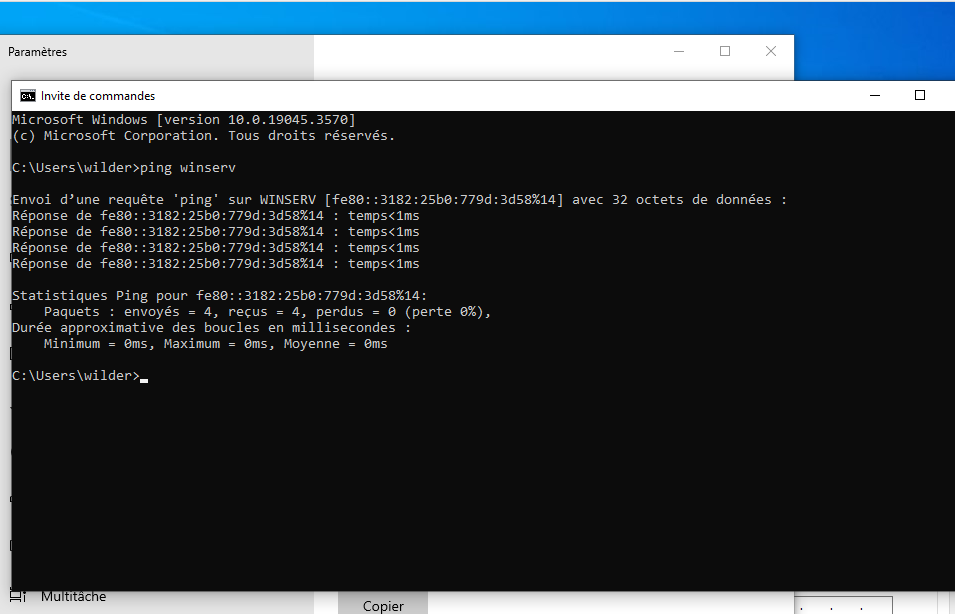 Paramètres
Invite de commandes
Microsoft Windows [version 10.0.19045.3570]
(c) Microsoft Corporation. Tous droits réservés.
C:\Users\wilder>ping winserv
Envoi d’une requête 'ping' sur WINSERV [fe80::3182:25b0:779d:3d58%14] avec 32 octets de données :
Réponse de fe80::3182:25b0:779d:3d58%14 : temps<1ms
Réponse de fe80::3182:25b0:779d:3d58%14 : temps<1ms
Réponse de fe80::3182:25b0:779d:3d58%14 : temps<1ms
Réponse de fe80::3182:25b0:779d:3d58%14 : temps<1ms
Statistiques Ping pour fe80::3182:25b0:779d:3d58%14:
    Paquets : envoyés = 4, reçus = 4, perdus = 0 (perte 0%),
Durée approximative des boucles en millisecondes :
    Minimum = 0ms, Maximum = 0ms, Moyenne = 0ms
C:\Users\wilder>
Multitâche
Copier